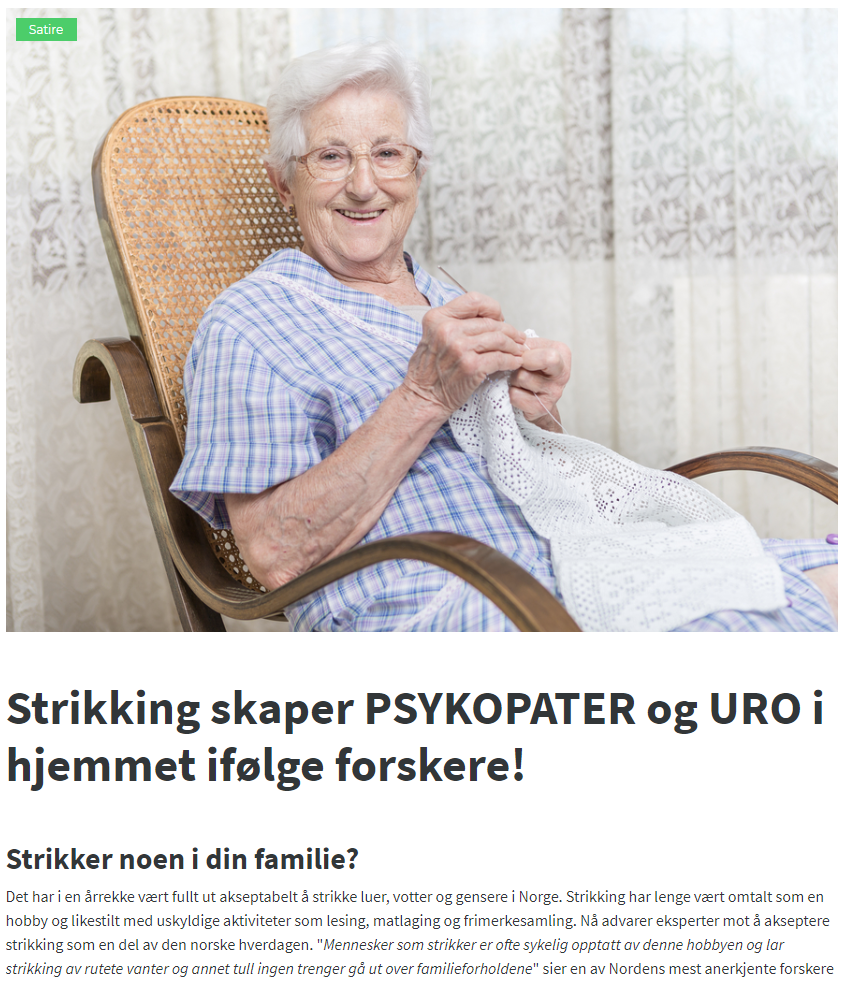 Satire
Strikking skaper PSYKOPATER og URO i
hjemmet ifølge forskere!
Strikker noen i din familie?
Det har i en årrekke vært fullt ut akseptabelt å strikke luer, votter og gensere i Norge. Strikking har lenge vært omtalt som en
hobby og likestilt med uskyldige aktiviteter som lesing, matlaging og frimerkesamling. Nå advarer eksperter mot å akseptere
strikking som en del av den norske hverdagen. "Mennesker som strikker er ofte sykelig opptatt av denne hobbyen og lar
strikking av rutete vanter og annet tull ingen trenger gå ut over familieforholdene" sier en av Nordens mest anerkjente forskere